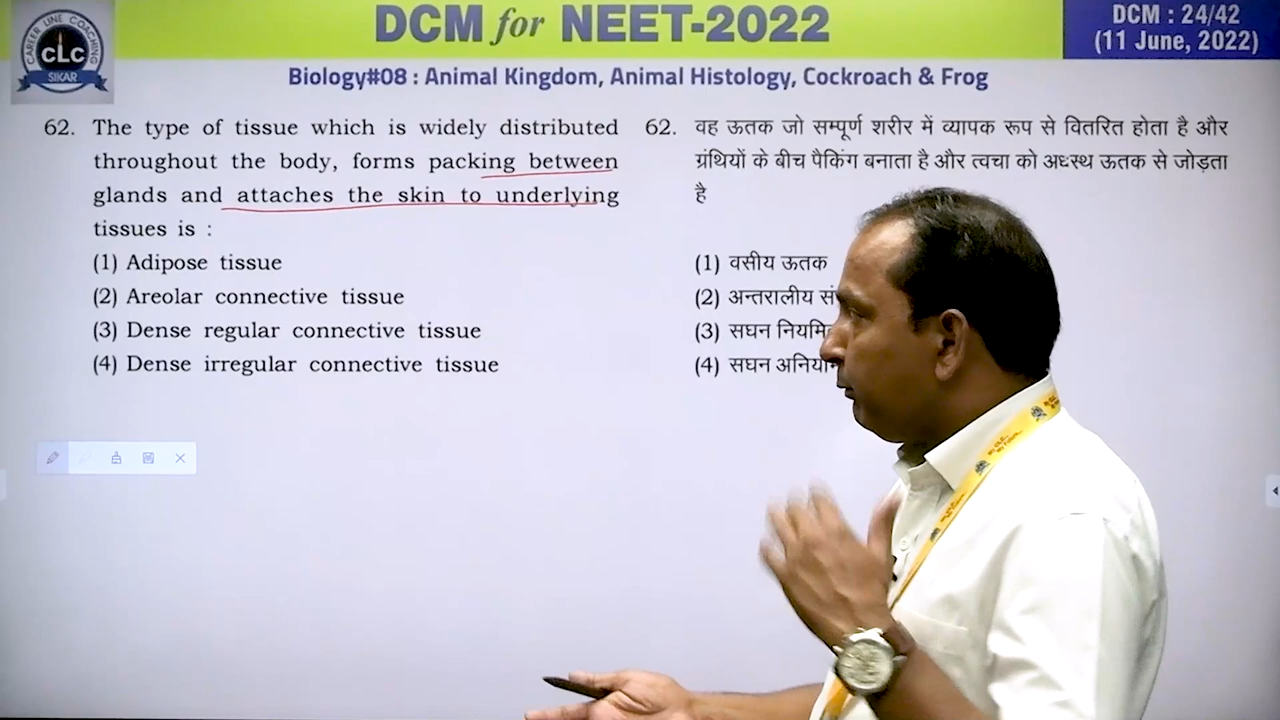 CAREER LINE COACHING
CLC
SIKAR
DCM for NEET-2022
DCM : 24/42
(11 June, 2022)
Biology#08 : Animal Kingdom, Animal Histology, Cockroach & Frog
62. The type of tissue which is widely distributed
throughout the body, forms packing between
glands and attaches the skin to underlying
tissues is :
(1) Adipose tissue
(2) Areolar connective tissue
(3) Dense regular connective tissue
(4) Dense irregular connective tissue
62. वह ऊतक जो सम्पूर्ण शरीर में व्यापक रूप से वितरित होता है और
ग्रंथियों के बीच पैकिंग बनाता है और त्वचा को अधस्थ ऊतक से जोड़ता
है
(1) वसीय ऊतक
(2) अन्तरालीय
(3) सघन
(4) सघन